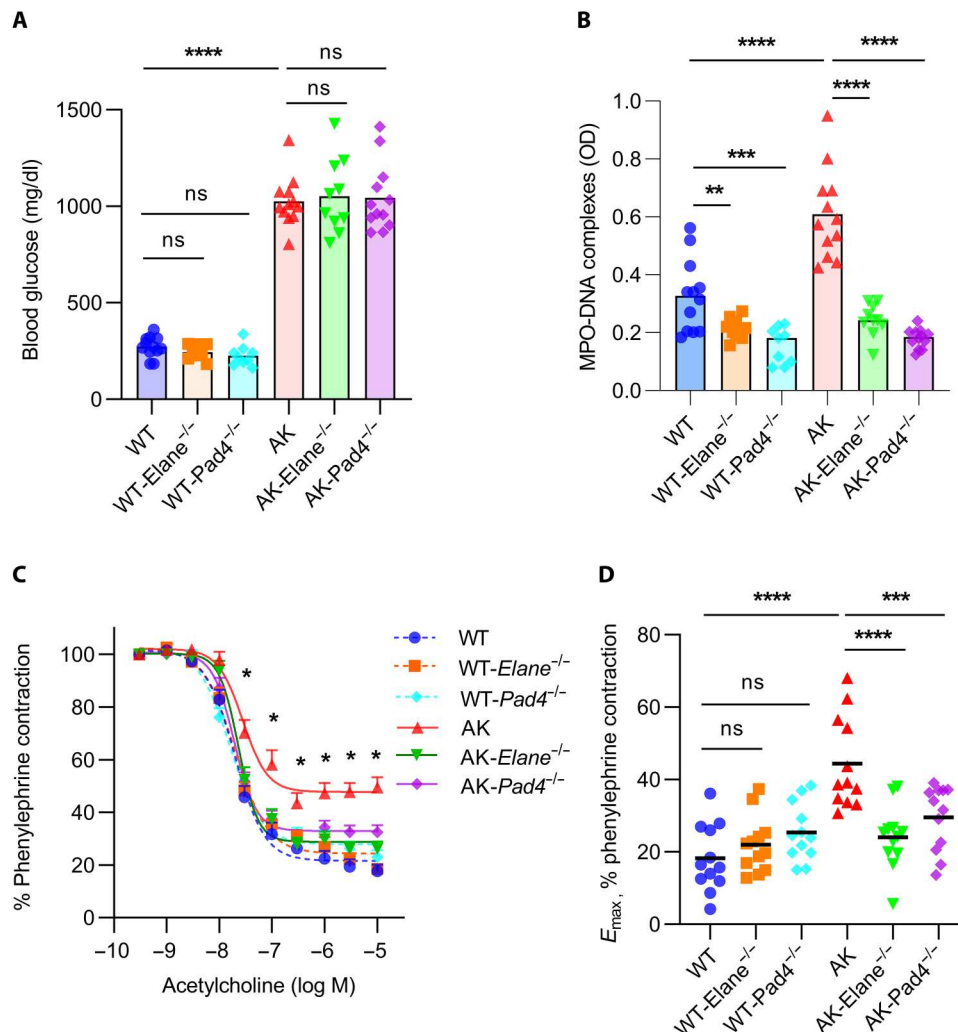 A
**** ns
ns
ns
ns
Blood glucose (mg/dl)
1500
1000
500
0
WT
WT-Elane⁻/⁻
WT-Pad4⁻/⁻
AK
AK-Elane⁻/⁻
AK-Pad4⁻/⁻
B
**** ****
****
***
**
MPO-DNA complexes (OD)
1.0
0.8
0.6
0.4
0.2
0.0
WT
WT-Elane⁻/⁻
WT-Pad4⁻/⁻
AK
AK-Elane⁻/⁻
AK-Pad4⁻/⁻
C
% Phenylephrine contraction
100
80
60
40
20
0
* * * * * *
–10 –9 –8 –7 –6 –5
Acetylcholine (log M)
WT
WT-Elane⁻/⁻
WT-Pad4⁻/⁻
AK
AK-Elane⁻/⁻
AK-Pad4⁻/⁻
D
**** ***
****
ns
ns
Emax, % phenylephrine contraction
80
60
40
20
0
WT
WT-Elane⁻/⁻
WT-Pad4⁻/⁻
AK
AK-Elane⁻/⁻
AK-Pad4⁻/⁻